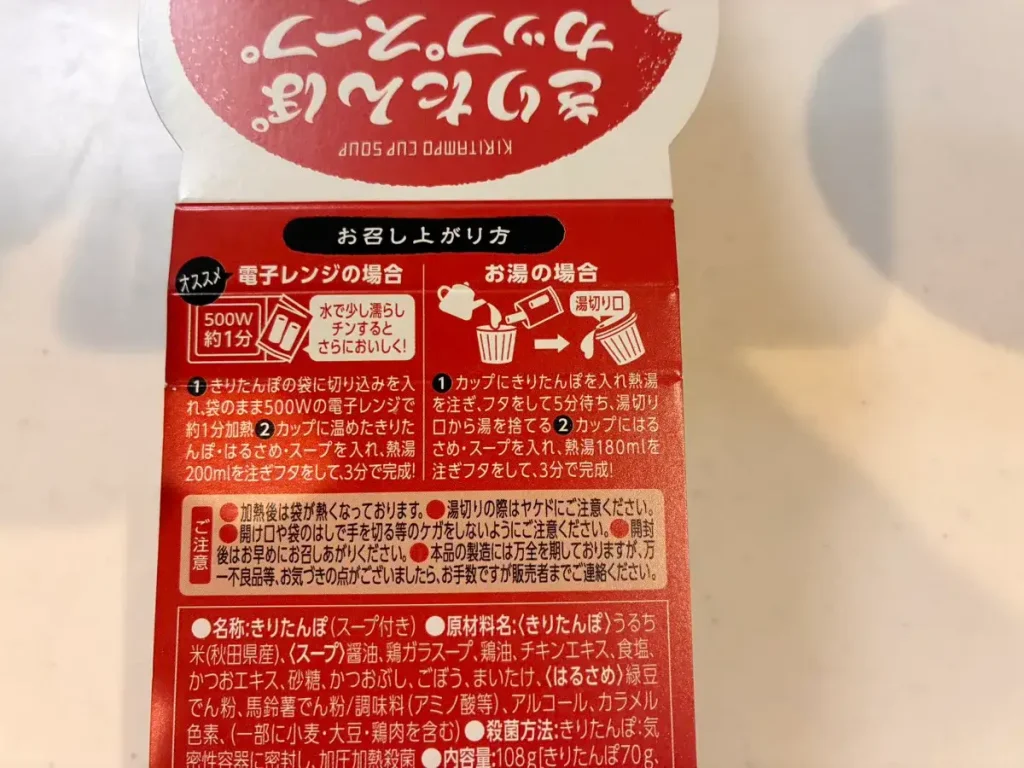 きりたんぽ
カップスープ
KIRITAMPO CUP SOUP
お召し上がり方
オススメ
電子レンジの場合
500W
約1分
水で少し濡らし
チンすると
さらにおいしく!
❶きりたんぽの袋に切り込みを入
れ、袋のまま500Wの電子レンジで
約1分加熱❷カップに温めたきりた
んぽ・はるさめ・スープを入れ、熱湯
200mlを注ぎフタをして、3分で完成!
お湯の場合
湯切り口
❶カップにきりたんぽを入れ熱湯
を注ぎ、フタをして5分待ち、湯切り
口から湯を捨てる❷カップにはる
さめ・スープを入れ、熱湯180mlを
注ぎフタをして、3分で完成!
ご注意
●加熱後は袋が熱くなっております。●湯切りの際はヤケドにご注意ください。
●開け口や袋のはしで手を切る等のケガをしないようにご注意ください。●開封
後はお早めにお召しあがりください。●本品の製造には万全を期しておりますが、万
一不良品等、お気づきの点がございましたら、お手数ですが販売者までご連絡ください。
●名称:きりたんぽ(スープ付き) ●原材料名:〈きりたんぽ〉うるち
米(秋田県産)、〈スープ〉醤油、鶏ガラスープ、鶏油、チキンエキス、食塩、
かつおエキス、砂糖、かつおぶし、ごぼう、まいたけ、〈はるさめ〉緑豆
でん粉、馬鈴薯でん粉/調味料(アミノ酸等)、アルコール、カラメル
色素、(一部に小麦・大豆・鶏肉を含む) ●殺菌方法:きりたんぽ:気
密性容器に密封し、加圧加熱殺菌 ●内容量:108g[きりたんぽ70g、